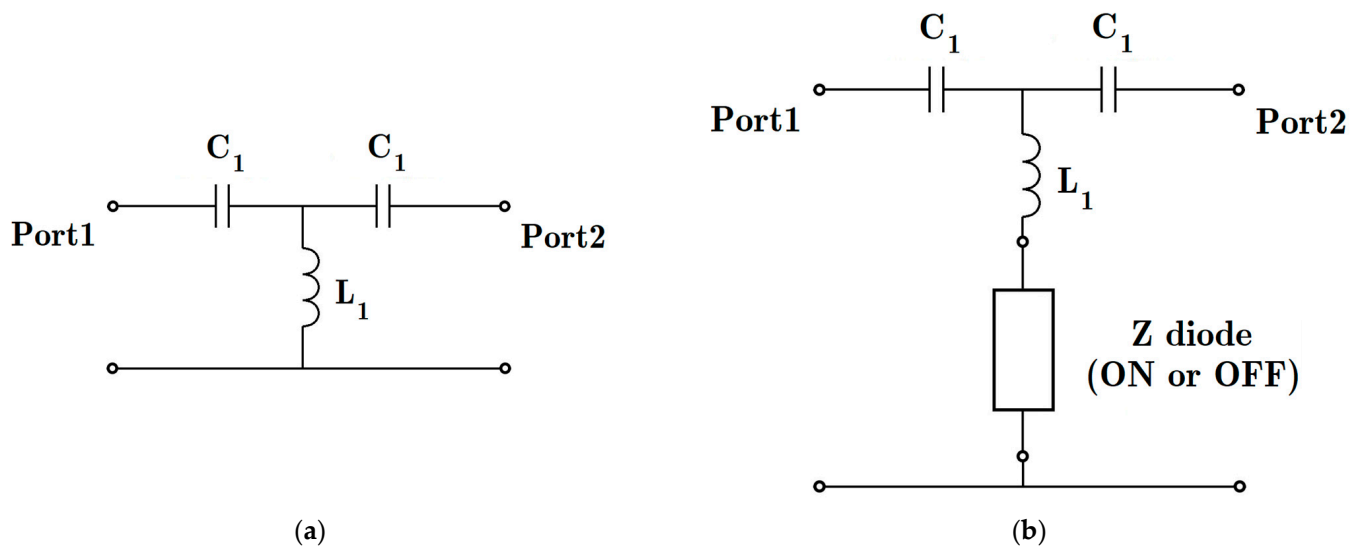 C₁ C₁
Port1 Port2
L₁
(a)
C₁ C₁
Port1 Port2
L₁
Z diode
(ON or OFF)
(b)